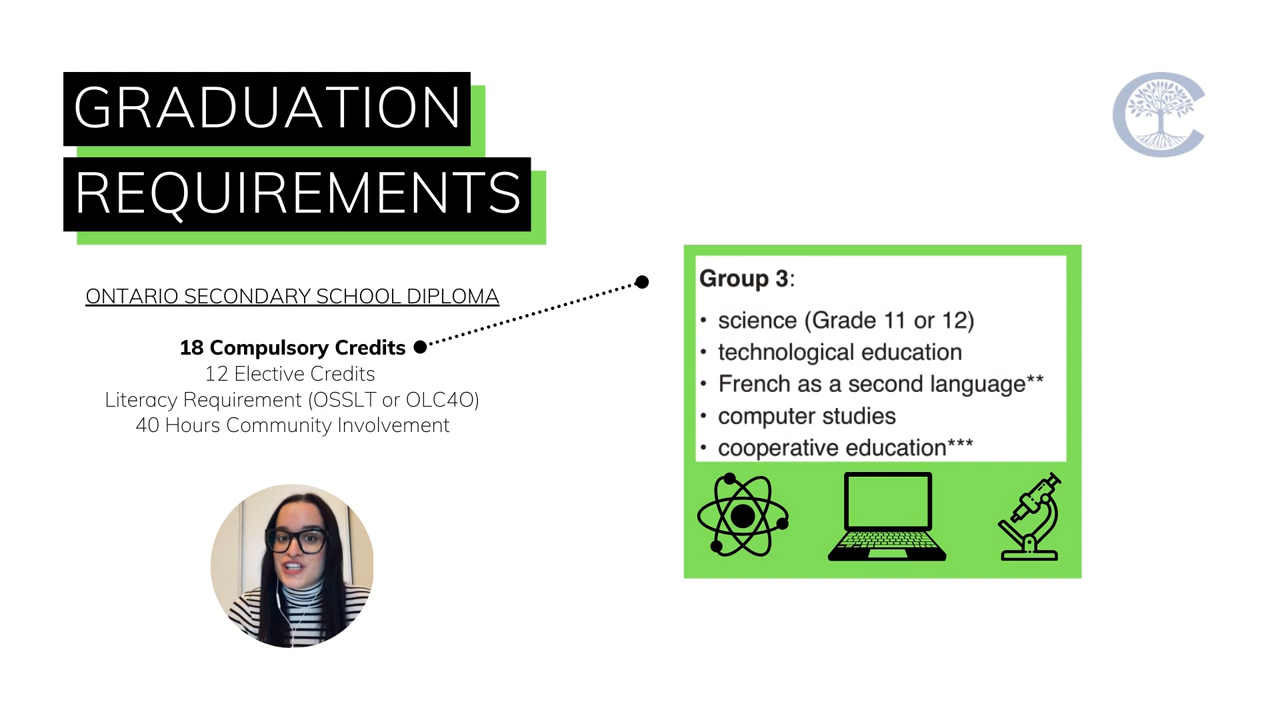 GRADUATION
REQUIREMENTS
ONTARIO SECONDARY SCHOOL DIPLOMA
18 Compulsory Credits
12 Elective Credits
Literacy Requirement (OSSLT or OLC4O)
40 Hours Community Involvement
Group 3:
• science (Grade 11 or 12)
• technological education
• French as a second language**
• computer studies
• cooperative education***
C